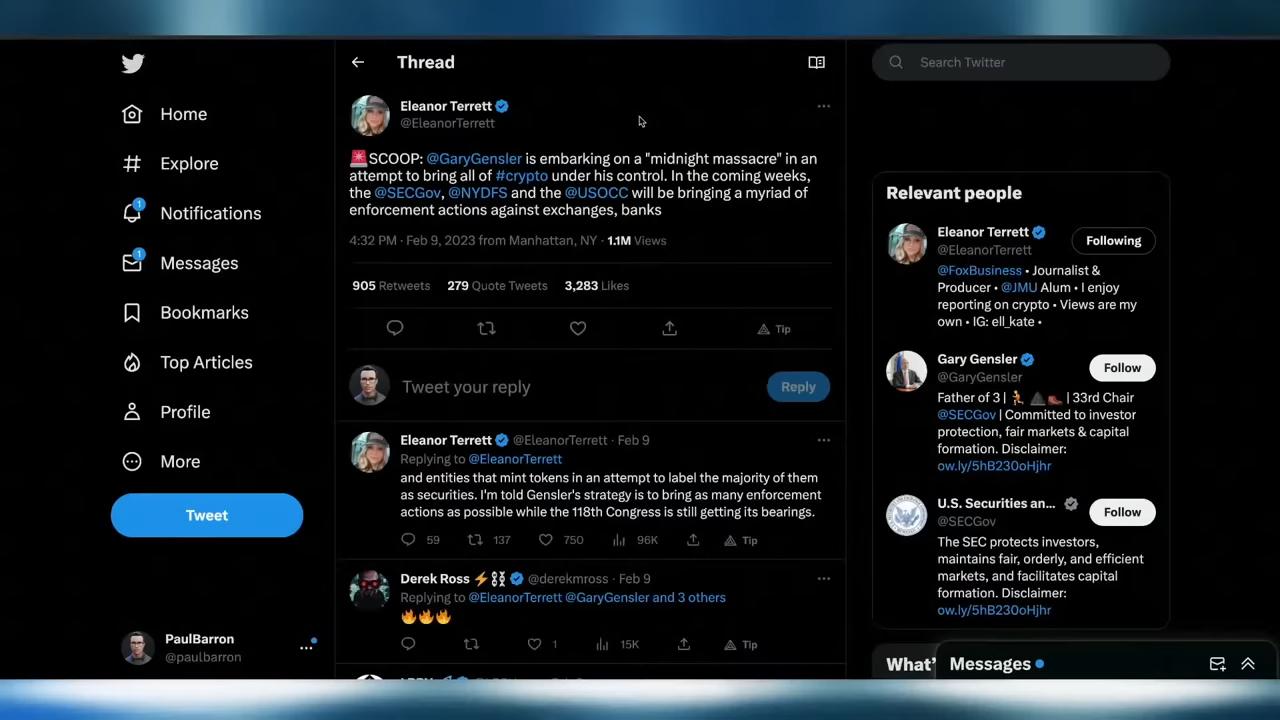 Home
Explore
1
Notifications
1
Messages
Bookmarks
Top Articles
Profile
More
Tweet
PaulBarron
@paulbarron
Thread
Eleanor Terrett
@EleanorTerrett
🚨SCOOP: @GaryGensler is embarking on a "midnight massacre" in an
attempt to bring all of #crypto under his control. In the coming weeks,
the @SECGov, @NYDFS and the @USOCC will be bringing a myriad of
enforcement actions against exchanges, banks
4:32 PM · Feb 9, 2023 from Manhattan, NY · 1.1M Views
905 Retweets 279 Quote Tweets 3,283 Likes
Tip
Tweet your reply
Reply
Eleanor Terrett @EleanorTerrett · Feb 9
Replying to @EleanorTerrett
and entities that mint tokens in an attempt to label the majority of them
as securities. I'm told Gensler's strategy is to bring as many enforcement
actions as possible while the 118th Congress is still getting its bearings.
59 137 750 96K Tip
Derek Ross ⚡⛓ @derekmross · Feb 9
Replying to @EleanorTerrett @GaryGensler and 3 others
🔥🔥🔥
1 15K Tip
Search Twitter
Relevant people
Eleanor Terrett
@EleanorTerrett
Following
@FoxBusiness • Journalist &
Producer • @JMU Alum • I enjoy
reporting on crypto • Views are my
own • IG: ell_kate •
Gary Gensler
@GaryGensler
Follow
Father of 3 | 🏃 | 33rd Chair
@SECGov | Committed to investor
protection, fair markets & capital
formation. Disclaimer:
ow.ly/5hB230oHjhr
U.S. Securities an...
@SECGov
Follow
The SEC protects investors,
maintains fair, orderly, and efficient
markets, and facilitates capital
formation. Disclaimer:
ow.ly/5hB230oHjhr
What'
Messages